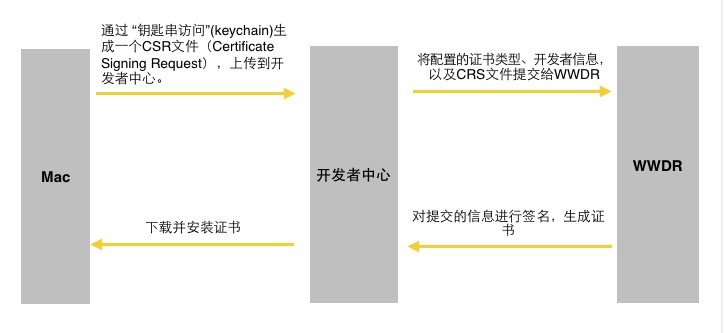 通过 “钥匙串访问”(keychain)生
成一个CSR文件（Certificate
Signing Request），上传到开
发者中心。
将配置的证书类型、开发者信息，
以及CRS文件提交给WWDR
Mac
开发者中心
WWDR
下载并安装证书
对提交的信息进行签名，生成证
书